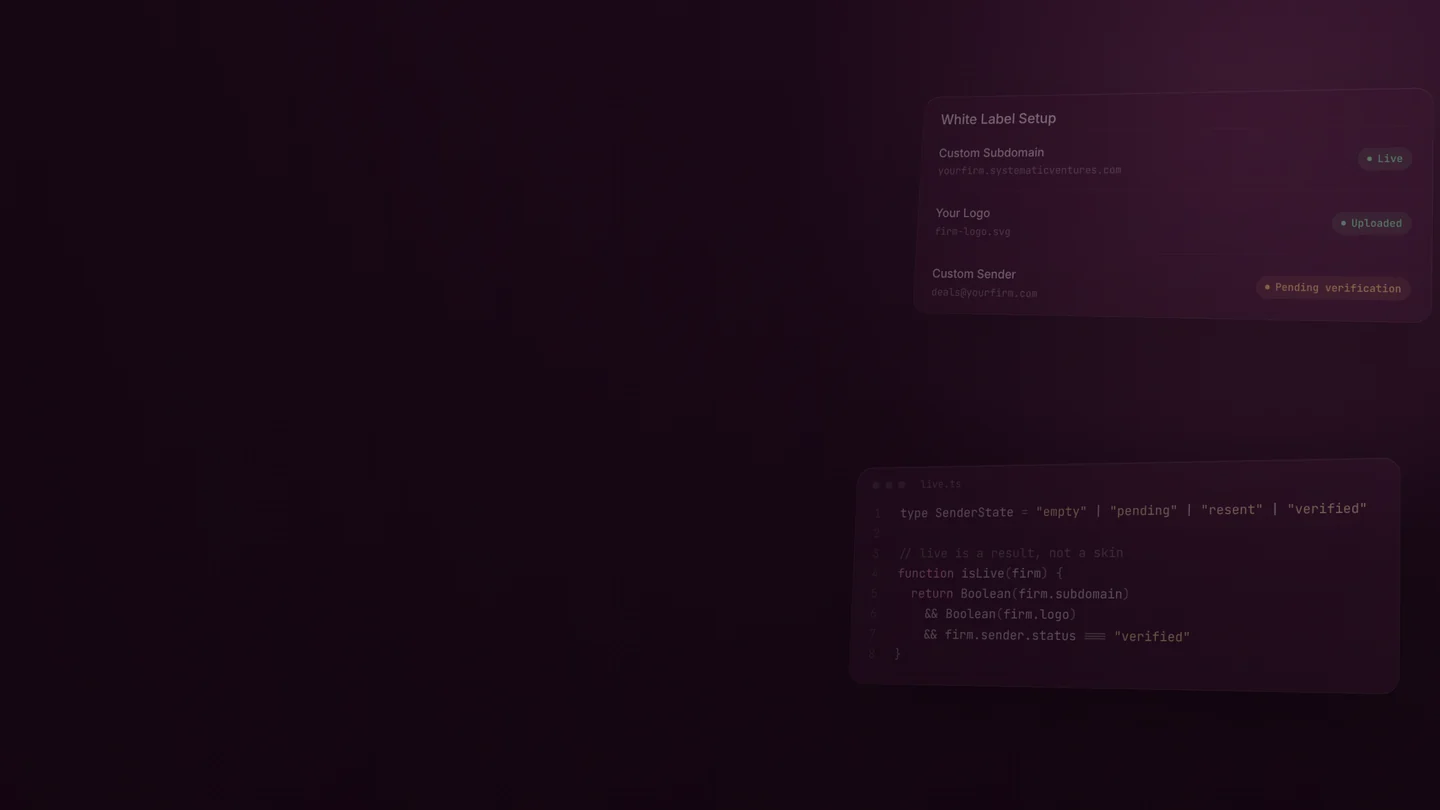 White Label Setup
Custom Subdomain
yourfirm.systematicventures.com
Live
Your Logo
firm-logo.svg
Uploaded
Custom Sender
deals@yourfirm.com
Pending verification
live.ts
1 type SenderState = "empty" | "pending" | "resent" | "verified"
2
3 // live is a result, not a skin
4 function isLive(firm) {
5 return Boolean(firm.subdomain)
6 && Boolean(firm.logo)
7 && firm.sender.status === "verified"
8 }